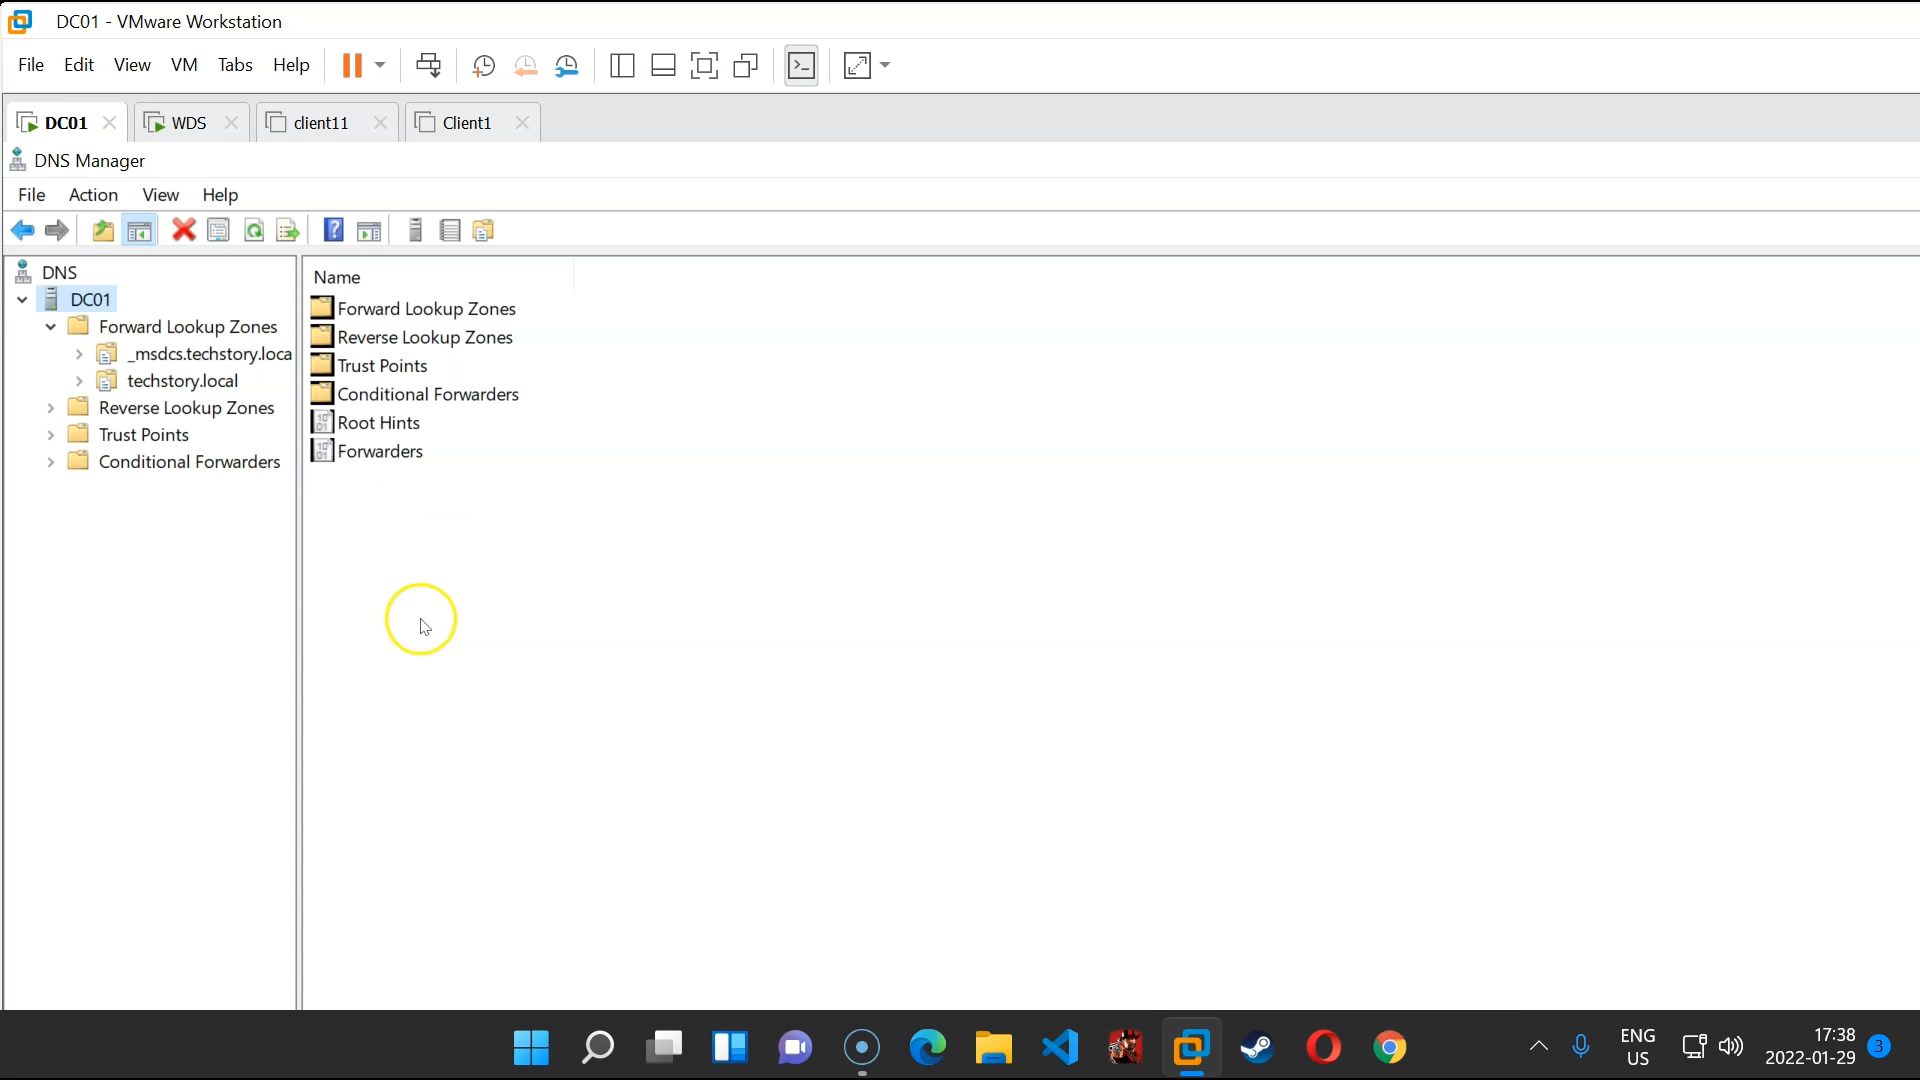 DC01 - VMware Workstation
File Edit View VM Tabs Help
DC01 WDS client11 Client1
DNS Manager
File Action View Help
DNS
DC01
Forward Lookup Zones
_msdcs.techstory.loca
techstory.local
Reverse Lookup Zones
Trust Points
Conditional Forwarders
Name
Forward Lookup Zones
Reverse Lookup Zones
Trust Points
Conditional Forwarders
Root Hints
Forwarders
ENG
US
17:38
2022-01-29
3